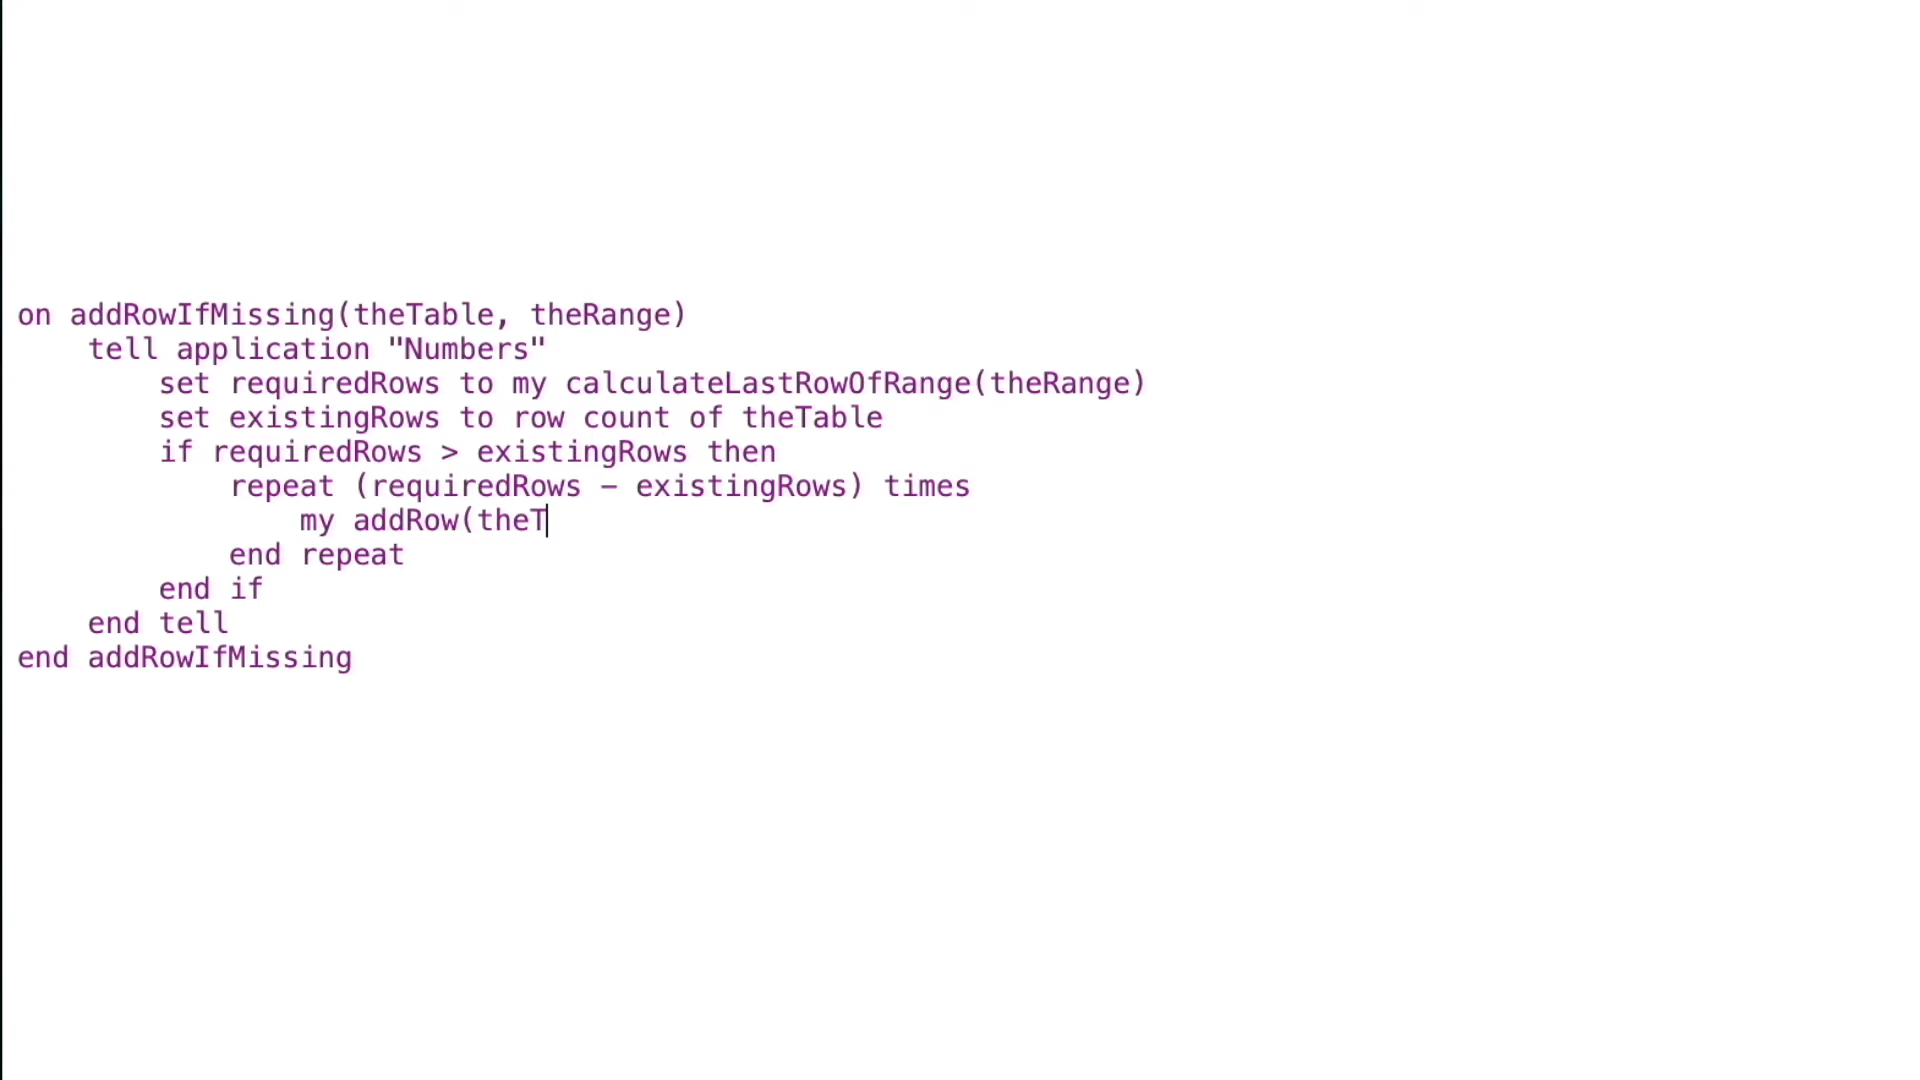 on addRowIfMissing(theTable, theRange)
tell application "Numbers"
set requiredRows to my calculateLastRowOfRange(theRange)
set existingRows to row count of theTable
if requiredRows > existingRows then
repeat (requiredRows - existingRows) times
my addRow(theT
end repeat
end if
end tell
end addRowIfMissing